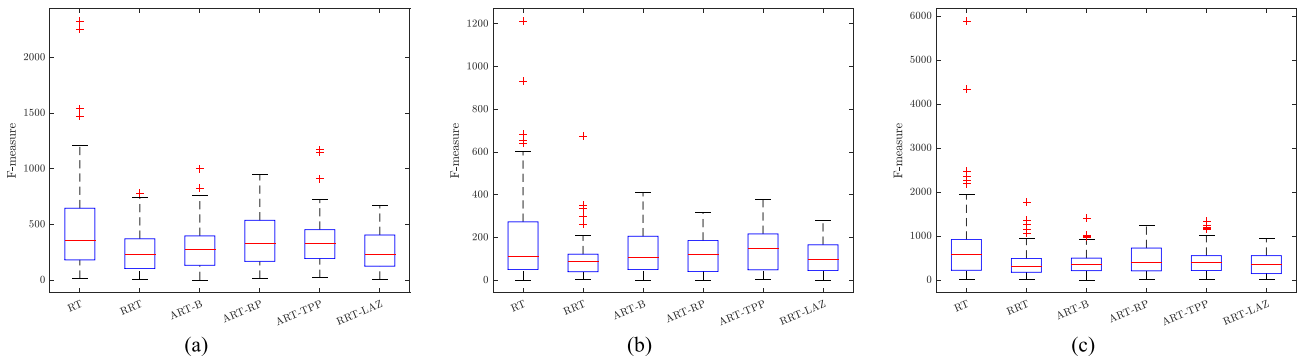 F-measure
2000
1500
1000
500
0
RT RRT ART-B ART-RP ART-TPP RRT-LAZ
(a)
F-measure
1200
1000
800
600
400
200
0
RT RRT ART-B ART-RP ART-TPP RRT-LAZ
(b)
F-measure
6000
5000
4000
3000
2000
1000
0
RT RRT ART-B ART-RP ART-TPP RRT-LAZ
(c)